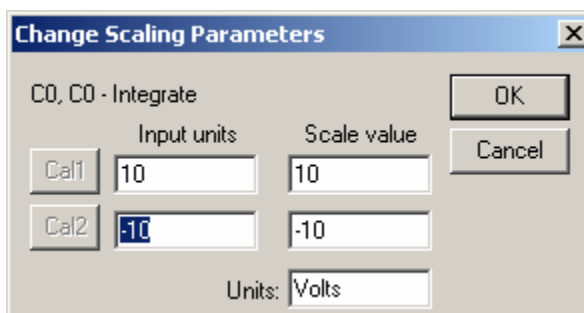 Change Scaling Parameters
C0, C0 - Integrate
OK
Input units Scale value
Cancel
Cal1 10 10
Cal2 -10 -10
Units: Volts